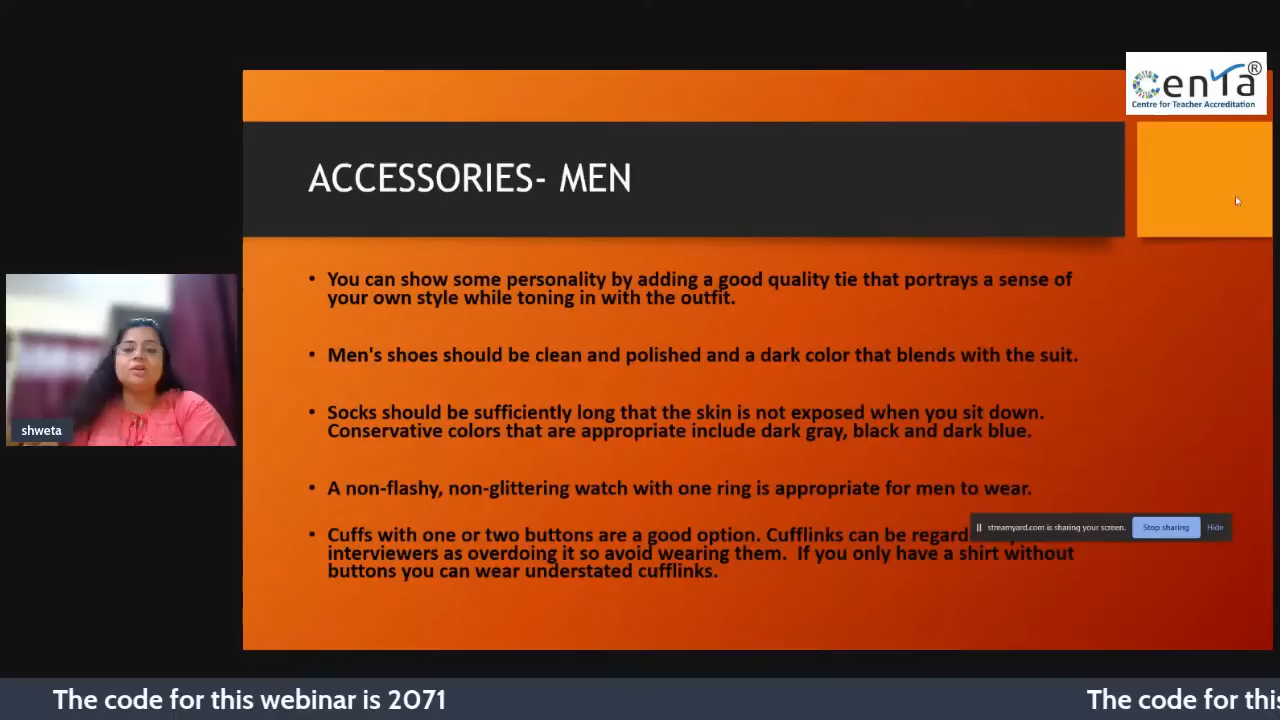 cenTa®
Centre for Teacher Accreditation
ACCESSORIES- MEN
• You can show some personality by adding a good quality tie that portrays a sense of
your own style while toning in with the outfit.
• Men's shoes should be clean and polished and a dark color that blends with the suit.
• Socks should be sufficiently long that the skin is not exposed when you sit down.
Conservative colors that are appropriate include dark gray, black and dark blue.
• A non-flashy, non-glittering watch with one ring is appropriate for men to wear.
• Cuffs with one or two buttons are a good option. Cufflinks can be regard
interviewers as overdoing it so avoid wearing them. If you only have a shirt without
buttons you can wear understated cufflinks.
streamyard.com is sharing your screen.
Stop sharing
Hide
shweta
The code for this webinar is 2071
The code for this